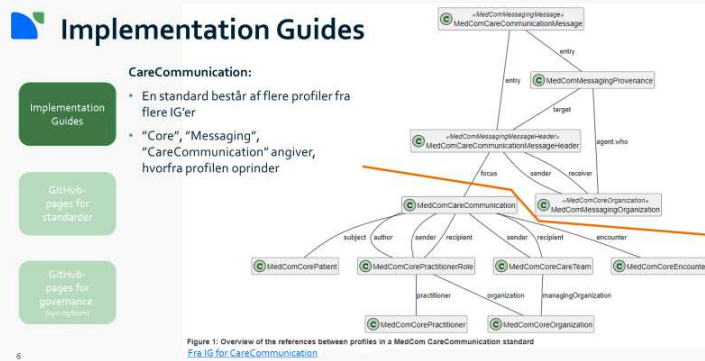 Implementation Guides
CareCommunication:
• En standard består af flere profiler fra
flere IG'er
• "Core", "Messaging",
"CareCommunication" angiver,
hvorfra profilen oprinder
Implementation
Guides
GitHub-
pages for
standarder
GitHub-
pages for
governance
«MedComMessagingMessage»
C MedComCareCommunicationMessage
entry
entry
C MedComMessagingProvenance
target
«MedComMessagingMessageHeader»
C MedComCareCommunicationMessageHeader
agent.who
focus
sender
receiver
C MedComCareCommunication
«MedComCoreOrganization»
C MedComMessagingOrganization
subject
author
sender
recipient
sender
recipient
encounter
C MedComCorePatient
C MedComCorePractitionerRole
C MedComCoreCareTeam
C MedComCoreEncounte
practitioner
organization
managingOrganization
C MedComCorePractitioner
C MedComCoreOrganization
Figure 1: Overview of the references between profiles in a MedCom CareCommunication standard
Fra IG for CareCommunication
6